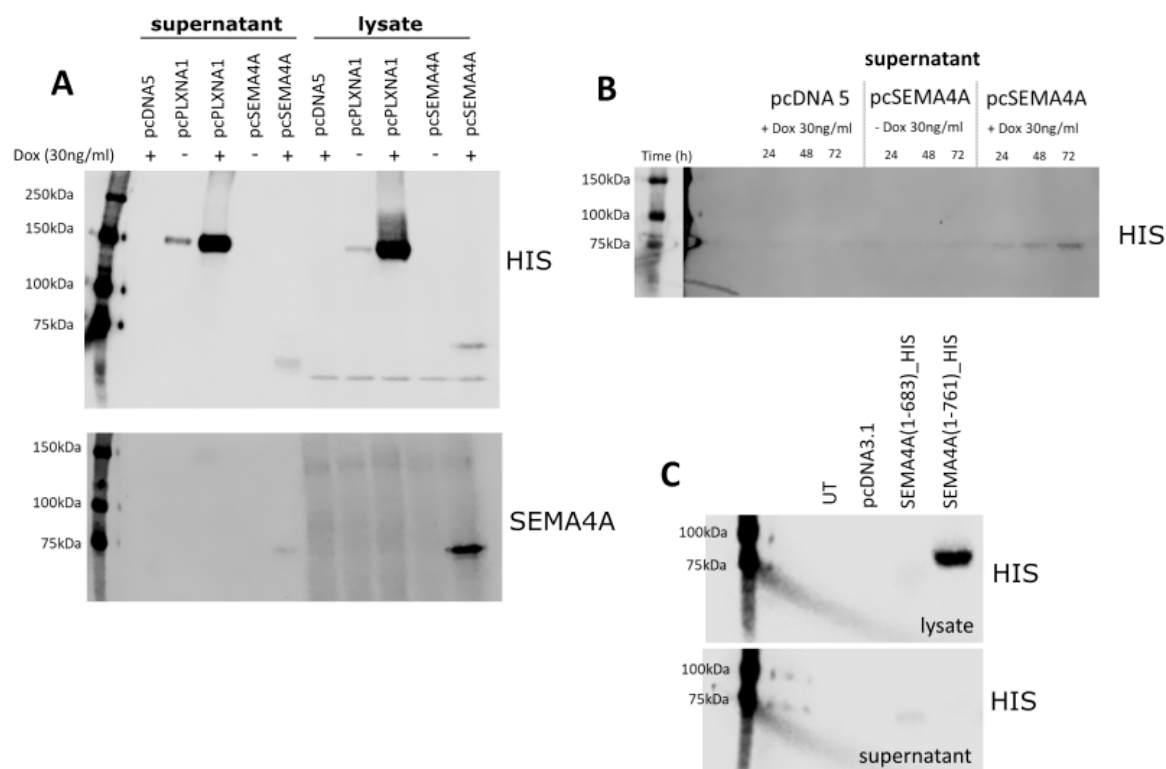 supernatant lysate
A
pcDNA5 pcPLXNA1 pcPLXNA1 pcSEMA4A pcSEMA4A pcDNA5 pcPLXNA1 pcPLXNA1 pcSEMA4A pcSEMA4A
Dox (30ng/ml) + - + - + + - + - +
250kDa
150kDa
100kDa
75kDa
HIS
150kDa
100kDa
75kDa
SEMA4A
supernatant
B
pcDNA 5 pcSEMA4A pcSEMA4A
+ Dox 30ng/ml - Dox 30ng/ml + Dox 30ng/ml
Time (h) 24 48 72 24 48 72 24 48 72
150kDa
100kDa
75kDa
HIS
C
UT pcDNA3.1 SEMA4A(1-683)_HIS SEMA4A(1-761)_HIS
100kDa
75kDa
HIS
lysate
100kDa
75kDa
HIS
supernatant